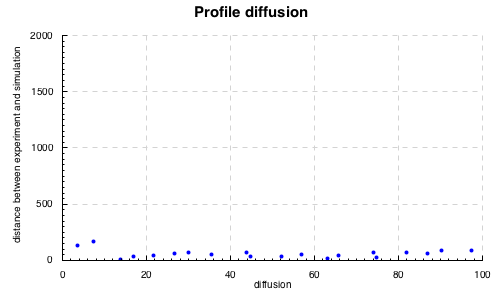 Profile diffusion
distance between experiment and simulation
2000
1500
1000
500
0
0 20 40 60 80 100
diffusion